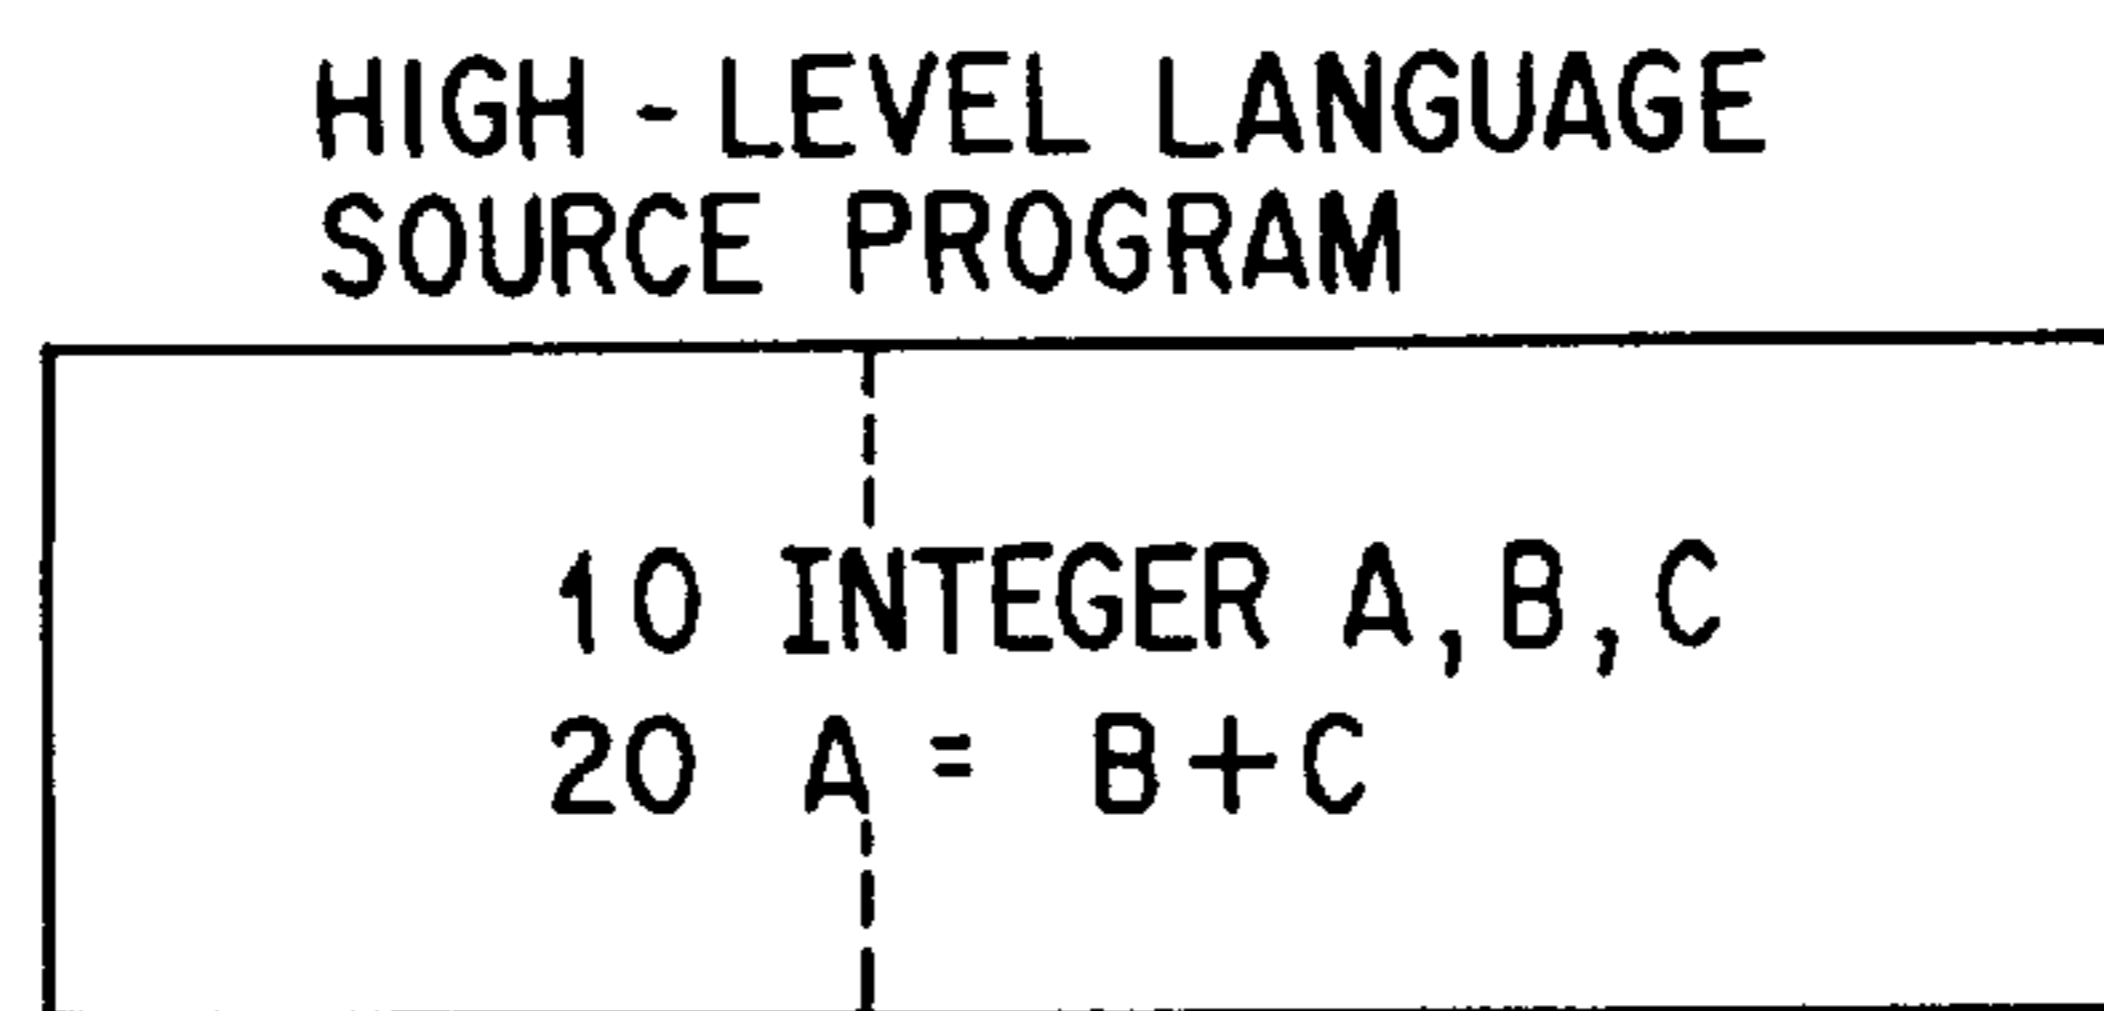 HIGH-LEVEL LANGUAGE
SOURCE PROGRAM
10 INTEGER A,B,C
20 A = B+C